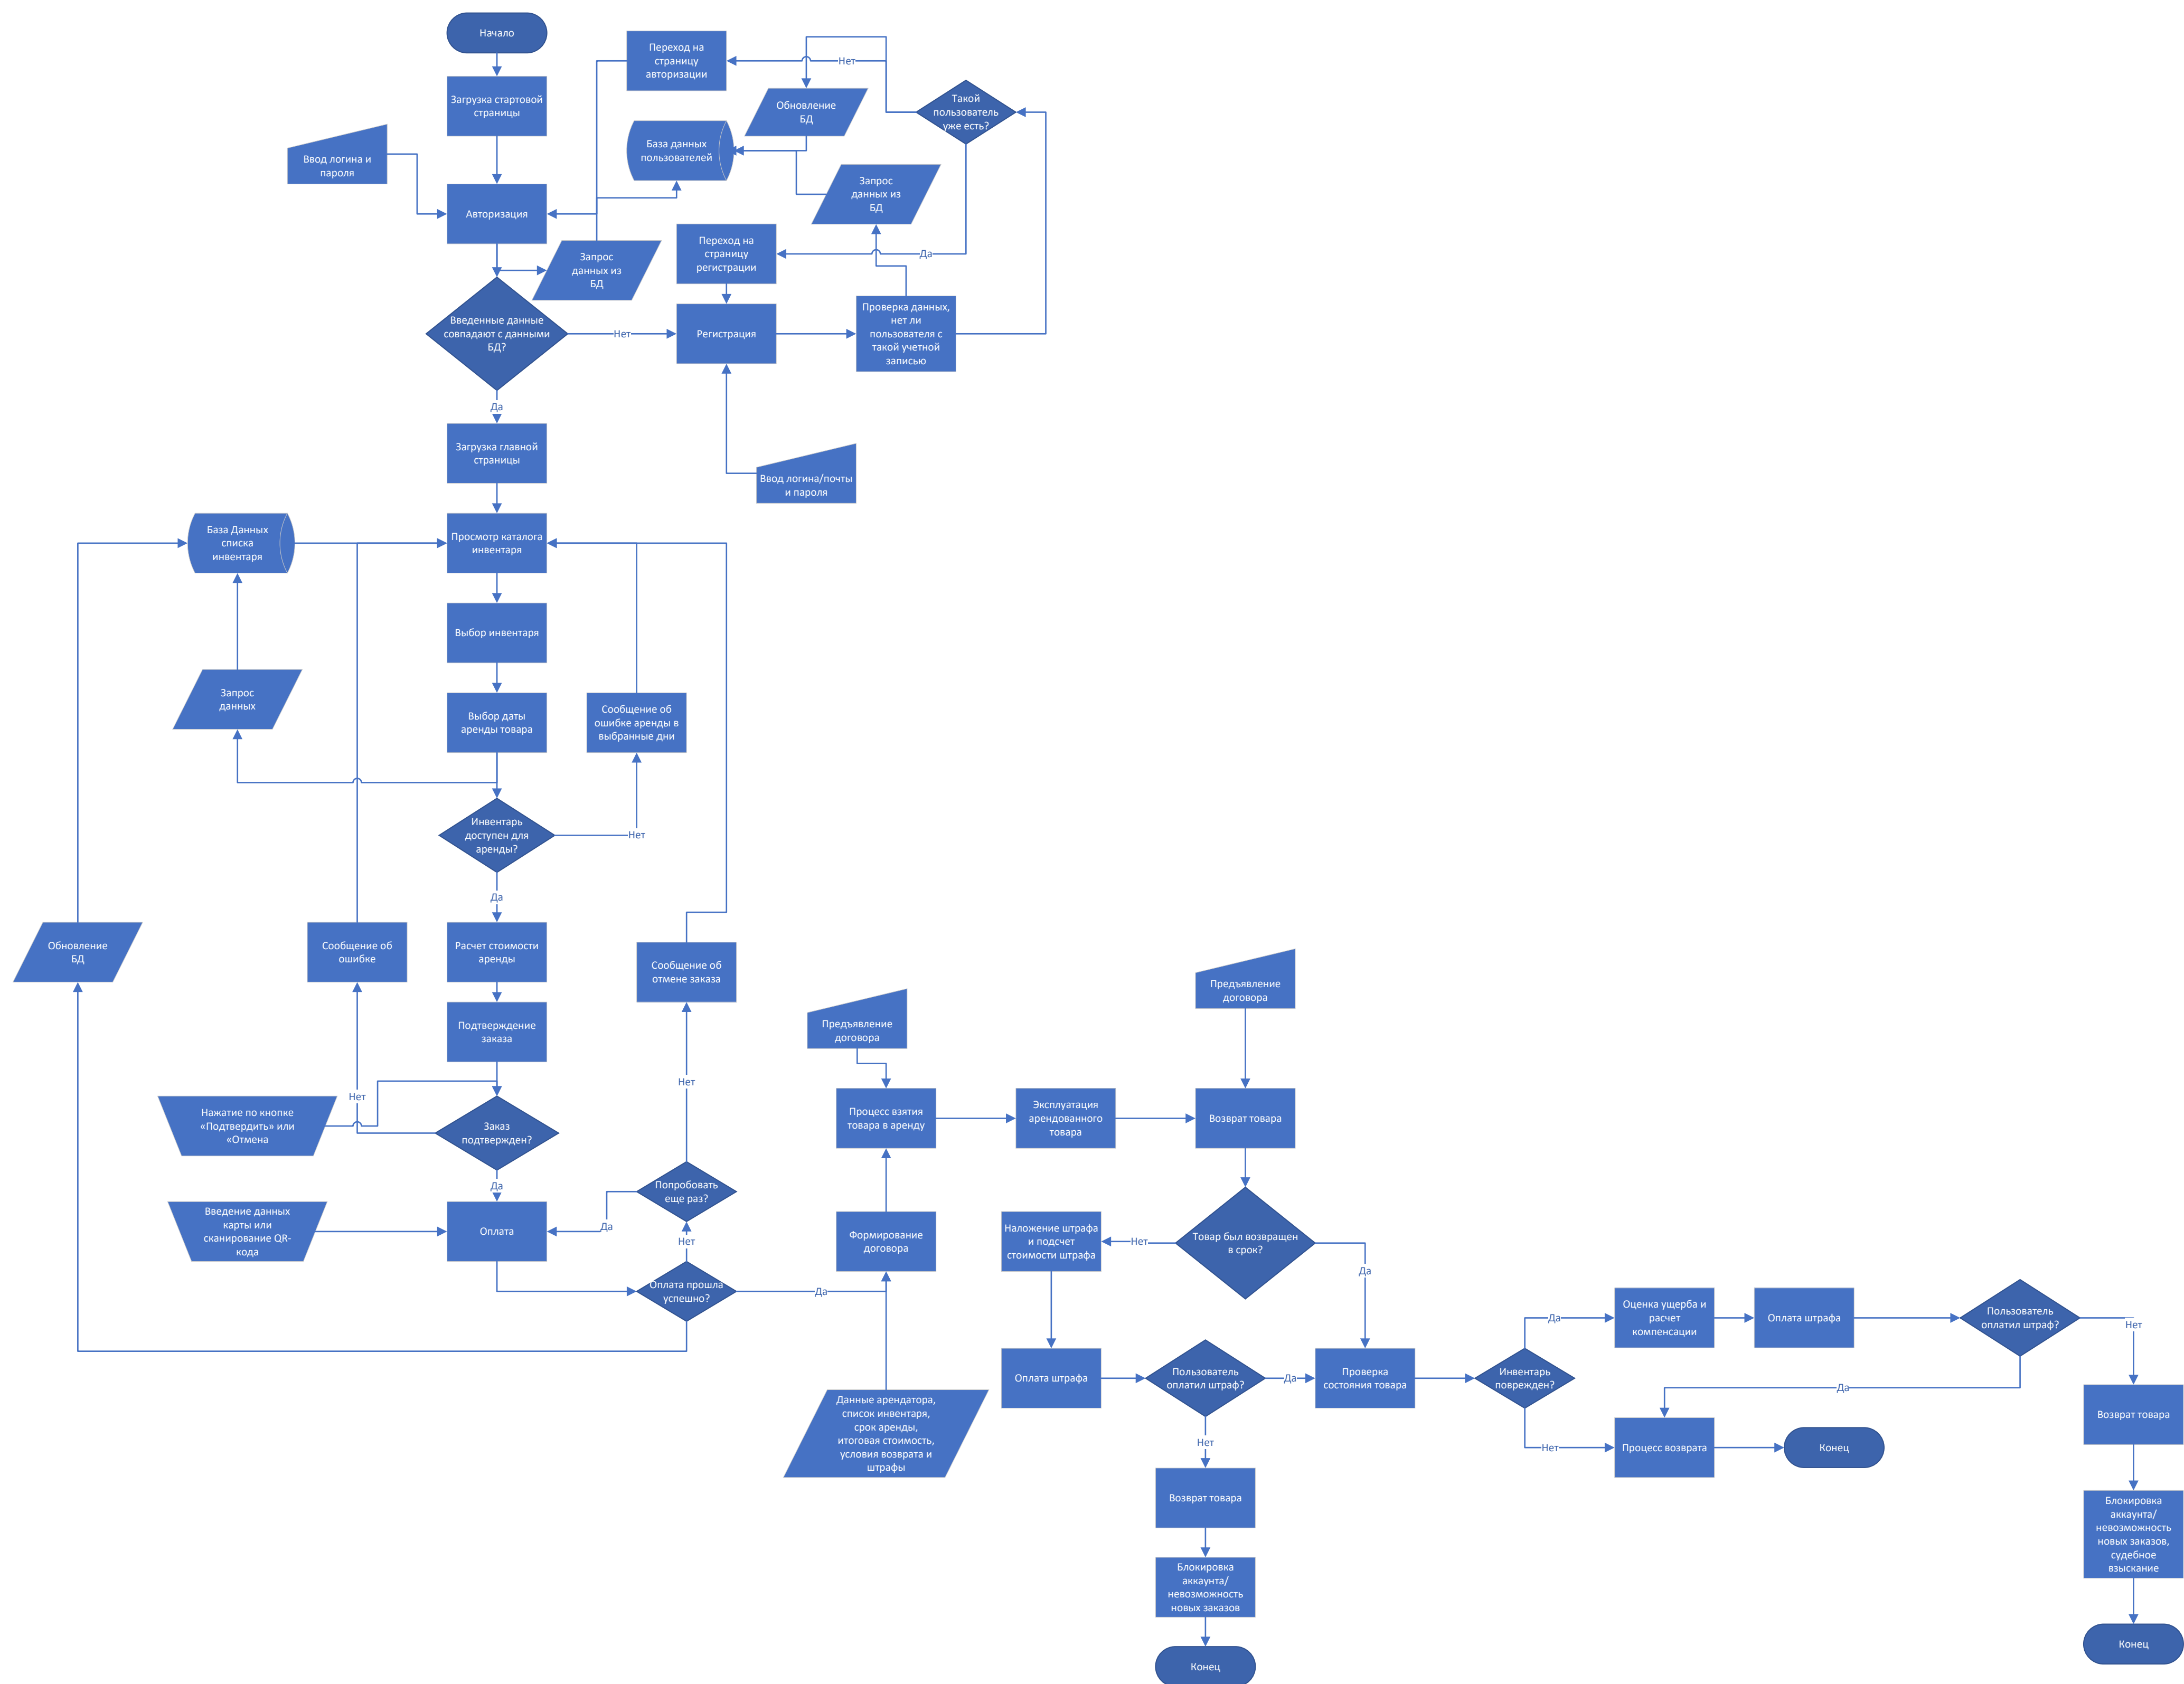 Начало
Загрузка стартовой
страницы
Ввод логина и
пароля
Авторизация
Переход на
страницу
авторизации
Нет
Обновление
БД
Такой
пользователь
уже есть?
База данных
пользователей
Запрос
данных из
БД
Запрос
данных из
БД
Переход на
страницу
регистрации
Да
Введенные данные
совпадают с данными
БД?
Нет
Регистрация
Проверка данных,
нет ли
пользователя с
такой учетной
записью
Да
Загрузка главной
страницы
Ввод логина/почты
и пароля
База Данных
списка
инвентаря
Просмотр каталога
инвентаря
Выбор инвентаря
Запрос
данных
Выбор даты
аренды товара
Сообщение об
ошибке аренды в
выбранные дни
Инвентарь
доступен для
аренды?
Нет
Да
Обновление
БД
Сообщение об
ошибке
Расчет стоимости
аренды
Сообщение об
отмене заказа
Подтверждение
заказа
Предъявление
договора
Предъявление
договора
Нет
Нет
Нажатие по кнопке
«Подтвердить» или
«Отмена
Заказ
подтвержден?
Процесс взятия
товара в аренду
Эксплуатация
арендованного
товара
Возврат товара
Да
Попробовать
еще раз?
Введение данных
карты или
сканирование QR-
кода
Оплата
Да
Нет
Формирование
договора
Наложение штрафа
и подсчет
стоимости штрафа
Нет
Товар был возвращен
в срок?
Да
Оплата прошла
успешно?
Да
Оценка ущерба и
расчет
компенсации
Да
Оплата штрафа
Пользователь
оплатил штраф?
Нет
Оплата штрафа
Пользователь
оплатил штраф?
Да
Проверка
состояния товара
Инвентарь
поврежден?
Да
Возврат товара
Данные арендатора,
список инвентаря,
срок аренды,
итоговая стоимость,
условия возврата и
штрафы
Нет
Нет
Процесс возврата
Конец
Возврат товара
Блокировка
аккаунта/
невозможность
новых заказов,
судебное
взыскание
Блокировка
аккаунта/
невозможность
новых заказов
Конец
Конец